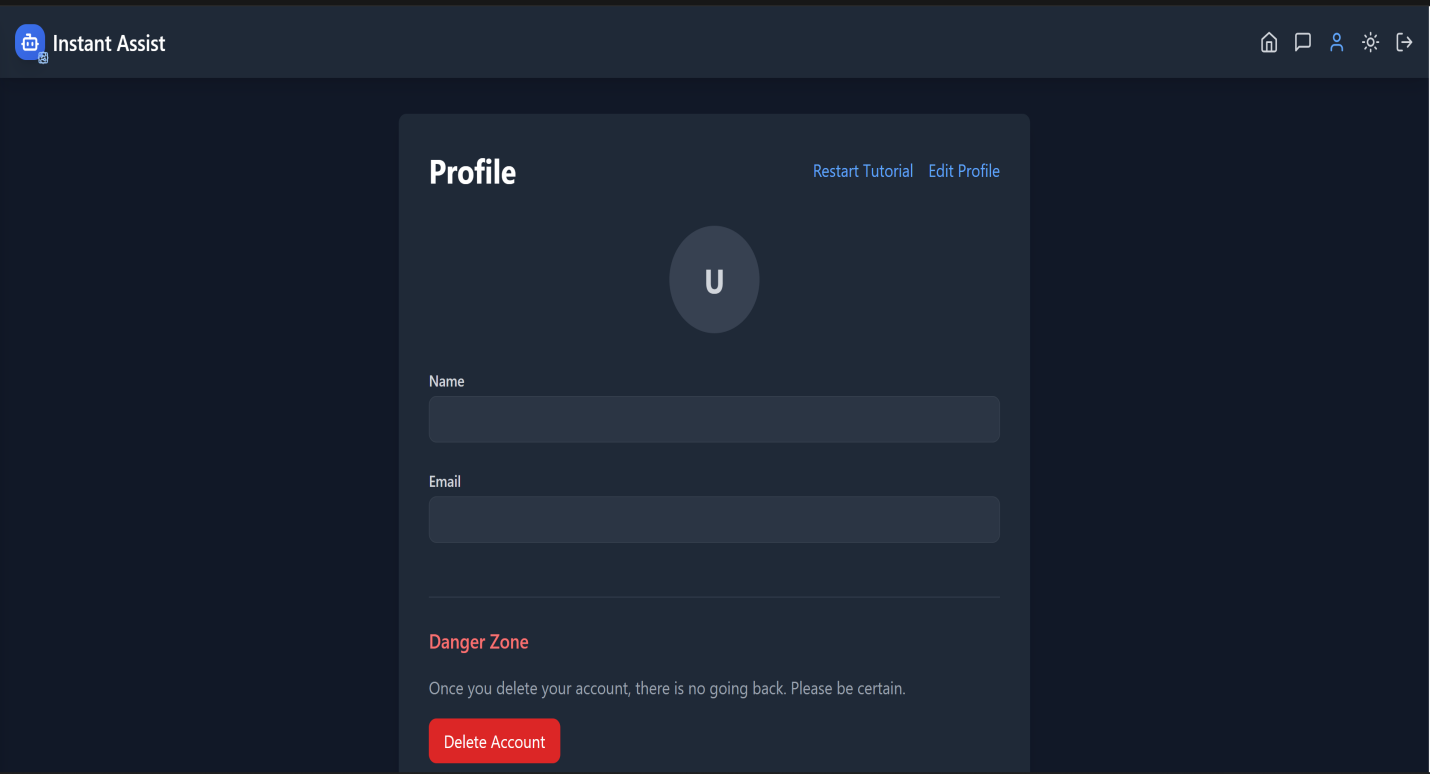 Instant Assist
Profile
Restart Tutorial Edit Profile
U
Name
Email
Danger Zone
Once you delete your account, there is no going back. Please be certain.
Delete Account